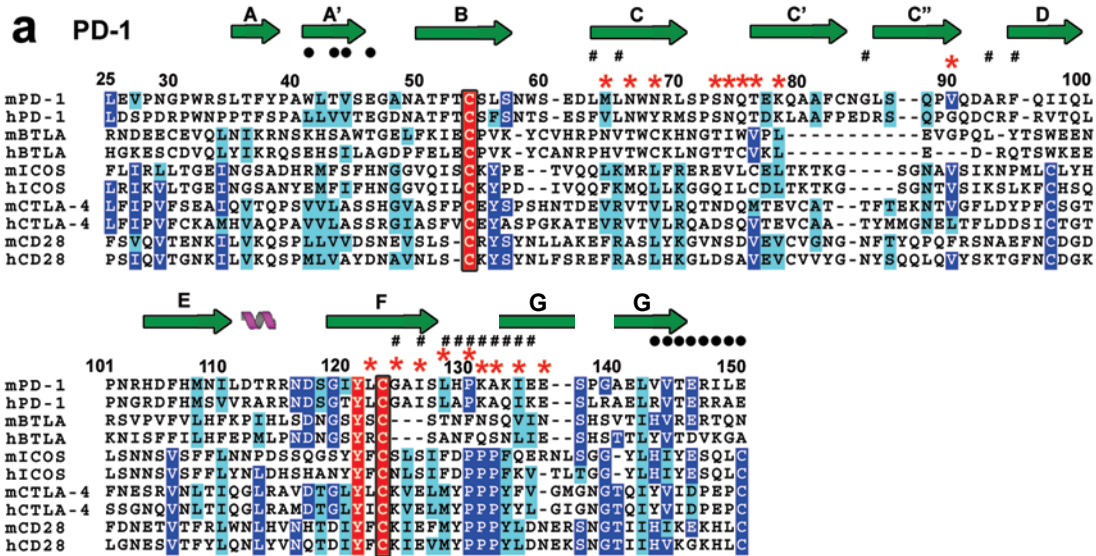 a PD-1
A A' B C C' C'' D
● ●● ● # # # # #
* * * **** * *
25 30 40 50 60 70 80 90 100
mPD-1 LEVPNGPWRSLTFYPAWLTVSEGANATFTCSLSNWS-EDLMLNWNRLSPSNQTEKQAAFCNGLS--QPVQDARF-QIIQL
hPD-1 LDSPDRPWNPPTFSPALLVVTEGDNATFTCSFSNTS-ESFVLNWYRMSPSNQTDKLAAFPEDRS--QPGQDCRF-RVTQL
mBTLA RNDEECEVQLNIKRNSKHSAWTGELFKIECPVK-YCVHRPNVTWCKHNGTIWVPL-----------EVGPQL-YTSWEEN
hBTLA HGKESCDVQLYIKRQSEHSILAGDPFELECPVK-YCANRPHVTWCKLNGTTCVKL------------E--D-RQTSWKEE
mICOS FLIRLLTGEINGSADHRMFSFHNGGVQISCKYPE--TVQQLKMRLFREREVLCELTKTKG----SGNAVSIKNPMLCLYH
hICOS LRIKVLTGEINGSANYEMFIFHNGGVQILCKYPD--IVQQFKMQLLKGGQILCDLTKTKG----SGNTVSIKSLKFCHSQ
mCTLA-4 LFIPVFSEAIQVTQPSVVLASSHGVASFPCEYSPSHNTDEVRVTVLRQTNDQMTEVCAT--TFTEKNTVGFLDYPFCSGT
hCTLA-4 LFIPVFCKAMHVAQPAVVLASSRGIASFVCEYASPGKATEVRVTVLRQADSQVTEVCAA--TYMMGNELTFLDDSICTGT
mCD28 FSVQVTENKILVKQSPLLVVDSNEVSLS-CRYSYNLLAKEFRASLYKGVNSDVEVCVGNG-NFTYQPQFRSNAEFNCDGD
hCD28 PSIQVTGNKILVKQSPMLVAYDNAVNLS-CKYSYNLFSREFRASLHKGLDSAVEVCVVYG-NYSQQLQVYSKTGFNCDGK
E F G G
# # ######## ●●●●●●●●
* * * * * ** * *
101 110 120 130 140 150
mPD-1 PNRHDFHMNILDTRRNDSGIYLCGAISLHPKAKIEE--SPGAELVVTERILE
hPD-1 PNGRDFHMSVVRARRNDSGTYLCGAISLAPKAQIKE--SLRAELRVTERRAE
mBTLA RSVPVFVLHFKPIHLSDNGSYSC---STNFNSQVIN--SHSVTIHVRERTQN
hBTLA KNISFFILHFEPMLPNDNGSYRC---SANFQSNLIE--SHSTTLYVTDVKGA
mICOS LSNNSVSFFLNNPDSSQGSYYFCSLSIFDPPPFQERNLSGG-YLHIYESQLC
hICOS LSNNSVSFFLYNLDHSHANYYFCNLSIFDPPPFKV-TLTGG-YLHIYESQLC
mCTLA-4 FNESRVNLTIQGLRAVDTGLYLCKVELMYPPPYFV-GMGNGTQIYVIDPEPC
hCTLA-4 SSGNQVNLTIQGLRAMDTGLYICKVELMYPPPYYL-GIGNGTQIYVIDPEPC
mCD28 FDNETVTFRLWNLHVNHTDIYFCKIEFMYPPPYLDNERSNGTIIHIKEKHLC
hCD28 LGNESVTFYLQNLYVNQTDIYFCKIEVMYPPPYLDNEKSNGTIIHVKGKHLC